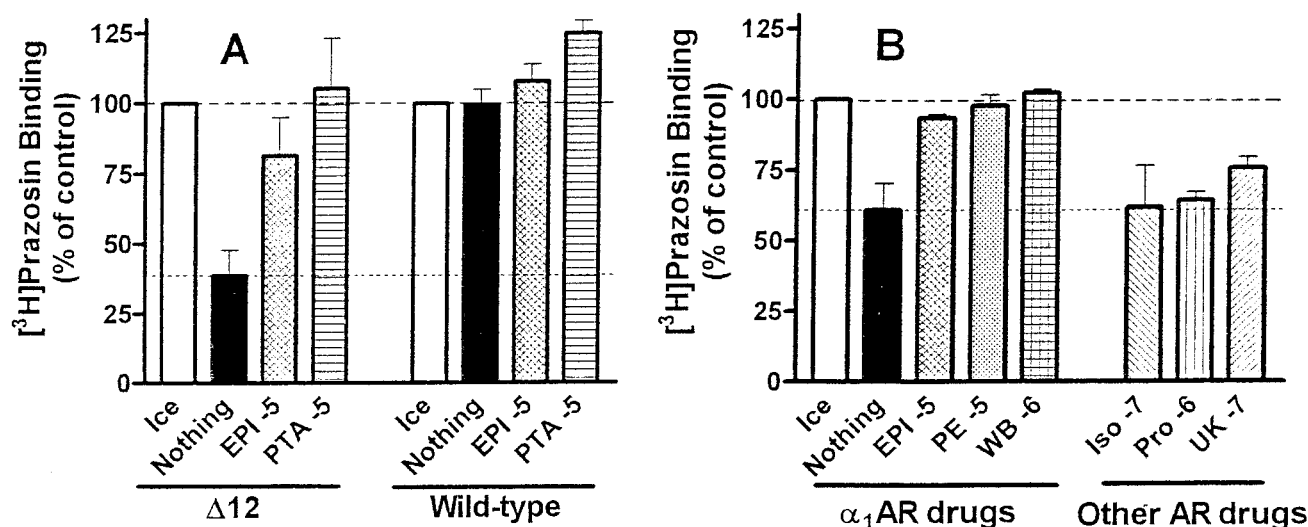 A
[³H]Prazosin Binding
(% of control)
125
100
75
50
25
0
Ice
Nothing
EPI -5
PTA -5
Ice
Nothing
EPI -5
PTA -5
Δ12
Wild-type
B
[³H]Prazosin Binding
(% of control)
125
100
75
50
25
0
Ice
Nothing
EPI -5
PE -5
WB -6
Iso -7
Pro -6
UK -7
α₁AR drugs
Other AR drugs